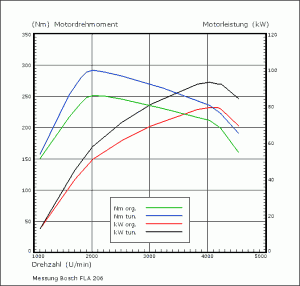 (Nm) Motordrehmoment Motorleistung (kW)
350 120
300 100
250 80
200
150 60
100 40
50 20
0
1000 2000 3000 4000 5000
Drehzahl (U/min)
Nm org.
Nm tun.
kW org.
kW tun.
Messung Bosch FLA 206